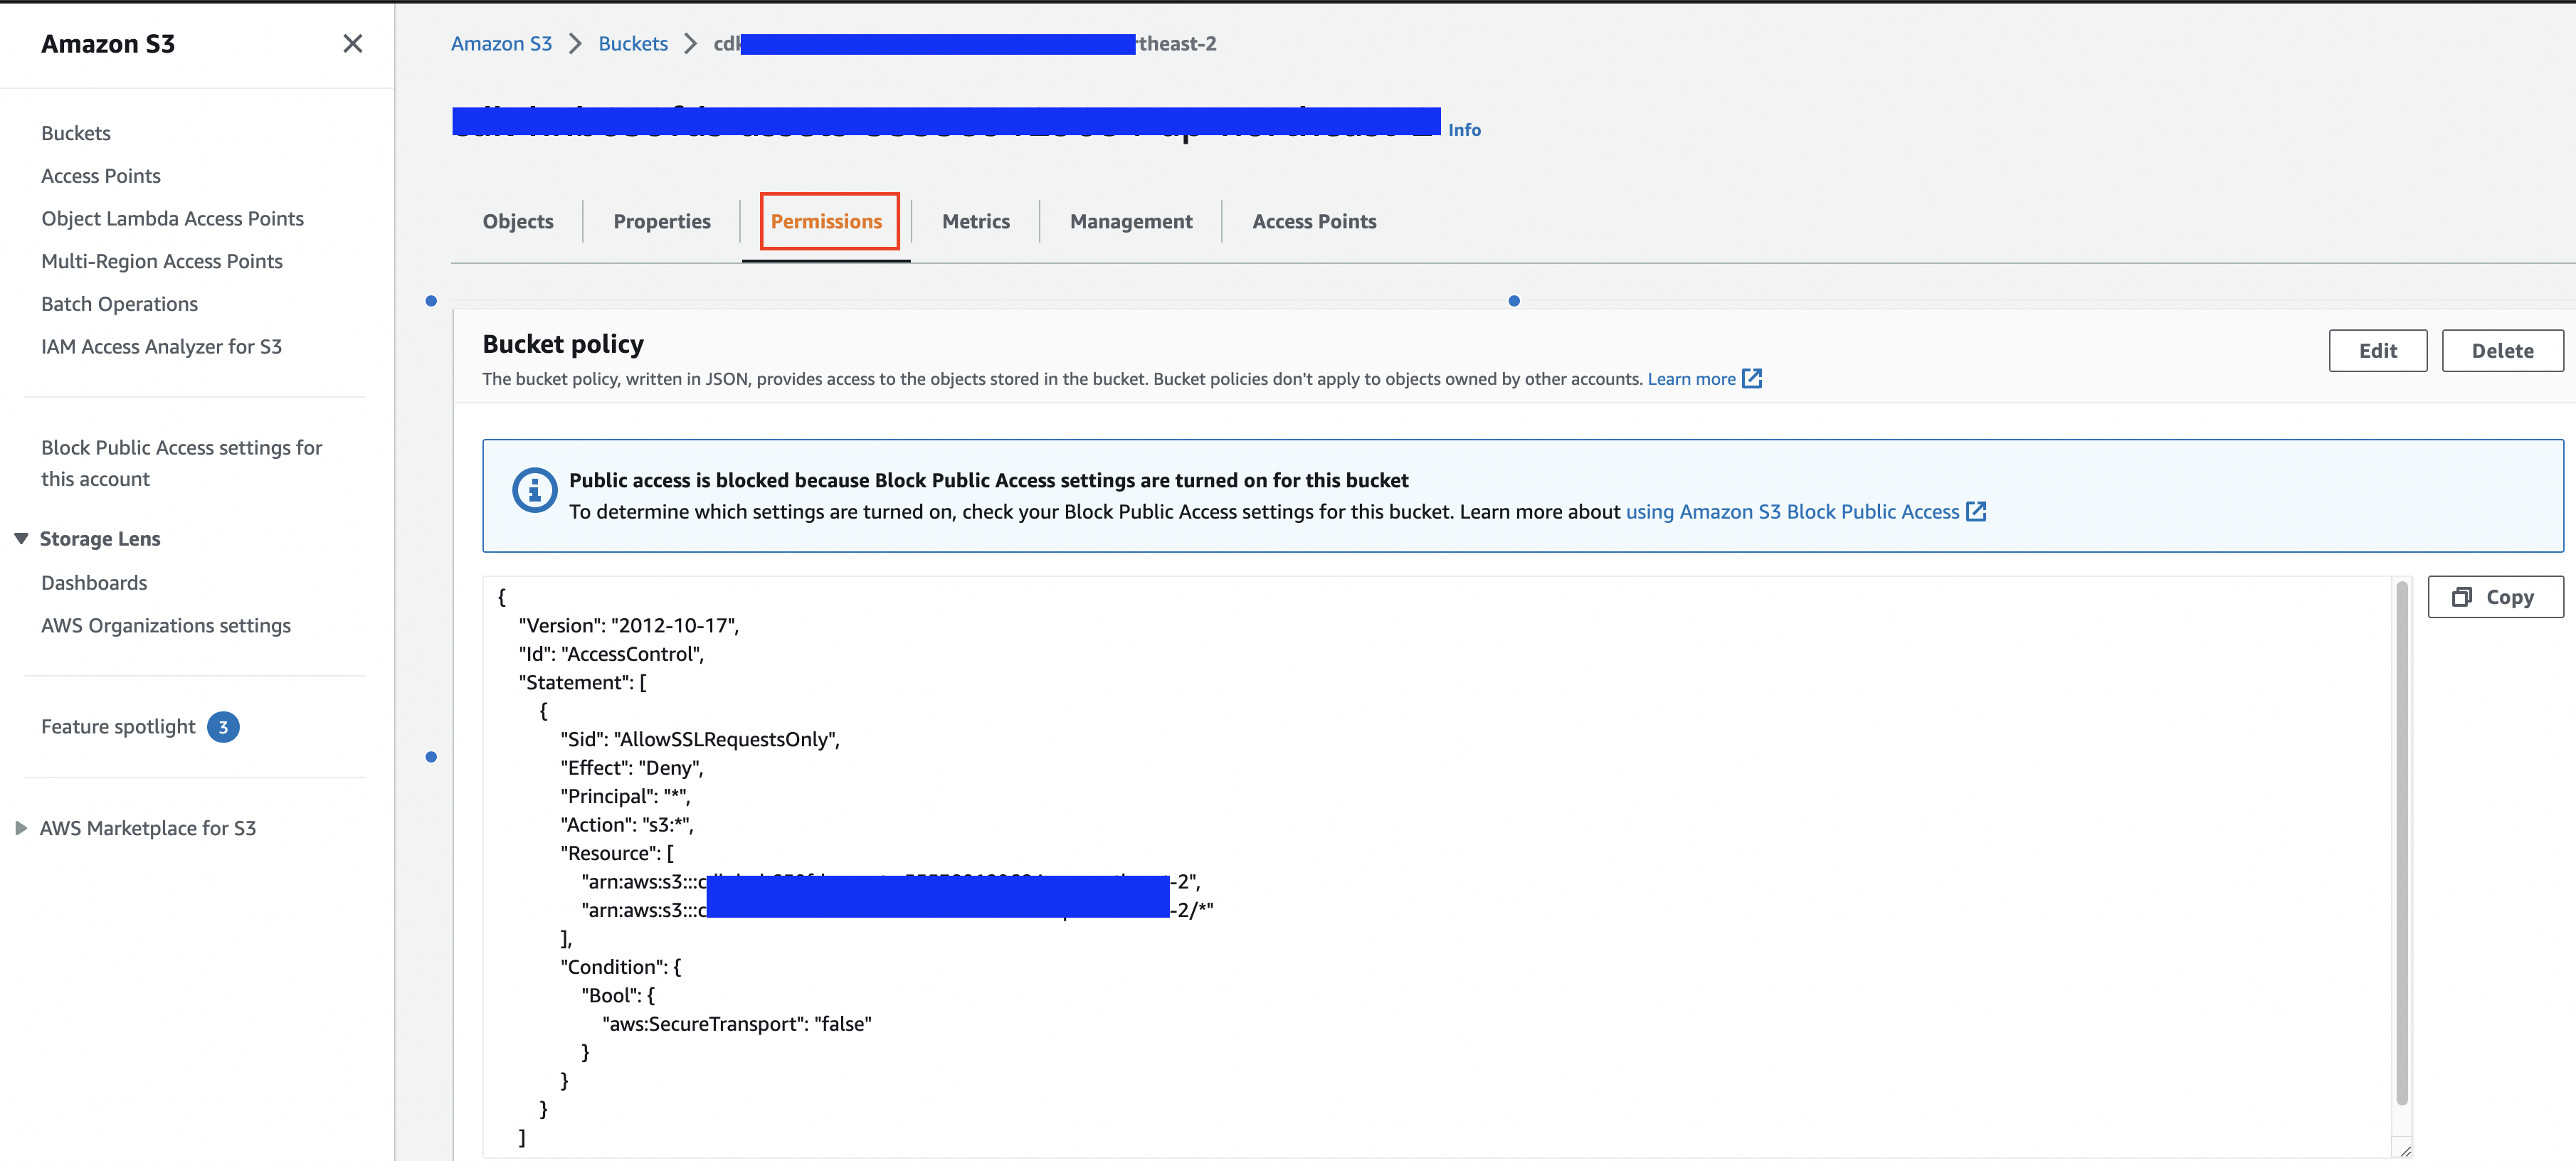 Amazon S3
Buckets
Access Points
Object Lambda Access Points
Multi-Region Access Points
Batch Operations
IAM Access Analyzer for S3
Block Public Access settings for
this account
Storage Lens
Dashboards
AWS Organizations settings
Feature spotlight 3
AWS Marketplace for S3
Amazon S3 > Buckets > cdk theast-2
Info
Objects Properties Permissions Metrics Management Access Points
Bucket policy
Edit Delete
The bucket policy, written in JSON, provides access to the objects stored in the bucket. Bucket policies don't apply to objects owned by other accounts. Learn more
Public access is blocked because Block Public Access settings are turned on for this bucket
To determine which settings are turned on, check your Block Public Access settings for this bucket. Learn more about using Amazon S3 Block Public Access
Copy
{
"Version": "2012-10-17",
"Id": "AccessControl",
"Statement": [
{
"Sid": "AllowSSLRequestsOnly",
"Effect": "Deny",
"Principal": "*",
"Action": "s3:*",
"Resource": [
"arn:aws:s3:::c -2",
"arn:aws:s3:::c -2/*"
],
"Condition": {
"Bool": {
"aws:SecureTransport": "false"
}
}
}
]